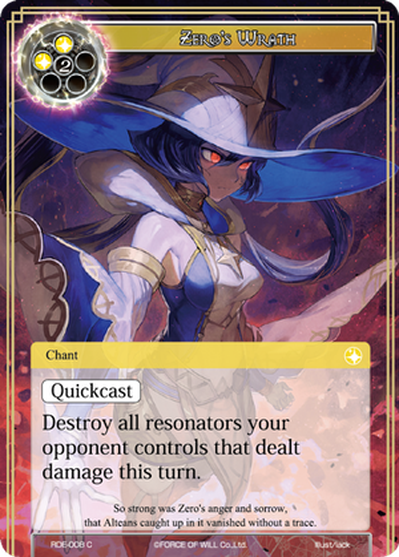 Zero's Wrath
2
Chant
Quickcast
Destroy all resonators your
opponent controls that dealt
damage this turn.
So strong was Zero's anger and sorrow,
that Alteans caught up in it vanished without a trace.
RDE-008 C ©FORCE OF WILL Co.,Ltd. Illust/lack